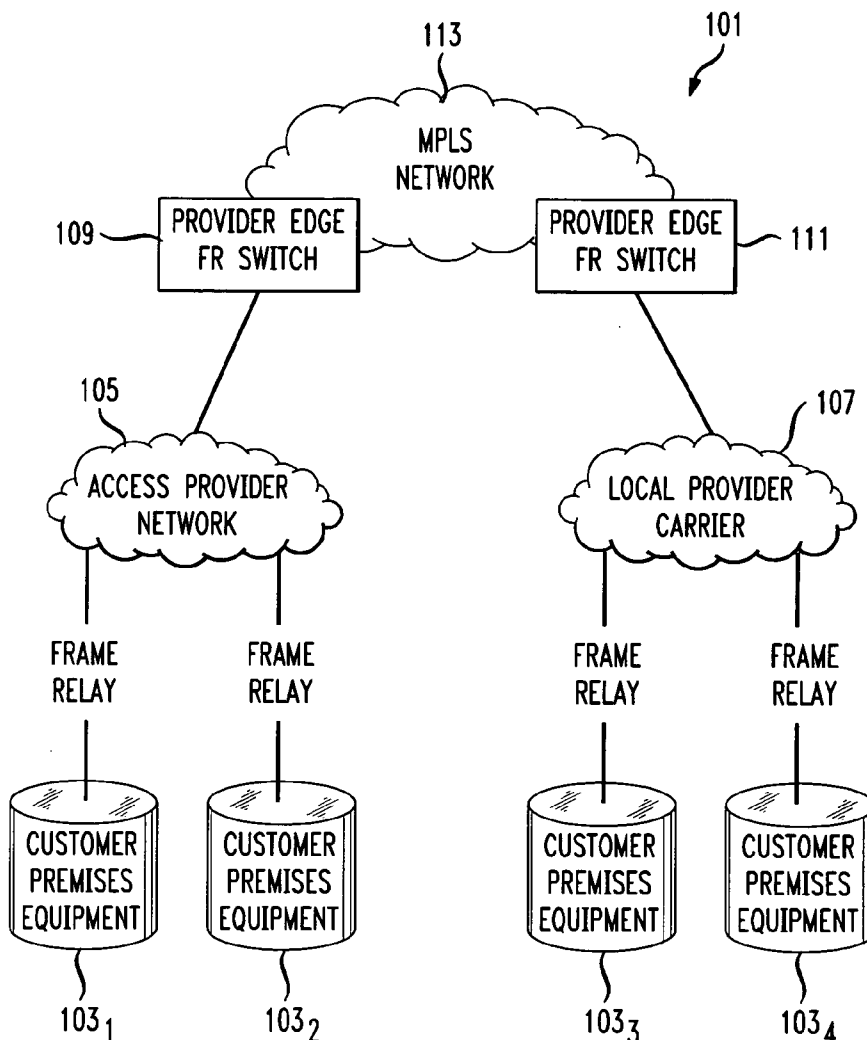 113
101
MPLS
NETWORK
109
PROVIDER EDGE
FR SWITCH
PROVIDER EDGE
FR SWITCH
111
105
107
ACCESS PROVIDER
NETWORK
LOCAL PROVIDER
CARRIER
FRAME
RELAY
FRAME
RELAY
FRAME
RELAY
FRAME
RELAY
CUSTOMER
PREMISES
EQUIPMENT
CUSTOMER
PREMISES
EQUIPMENT
CUSTOMER
PREMISES
EQUIPMENT
CUSTOMER
PREMISES
EQUIPMENT
103₁
103₂
103₃
103₄